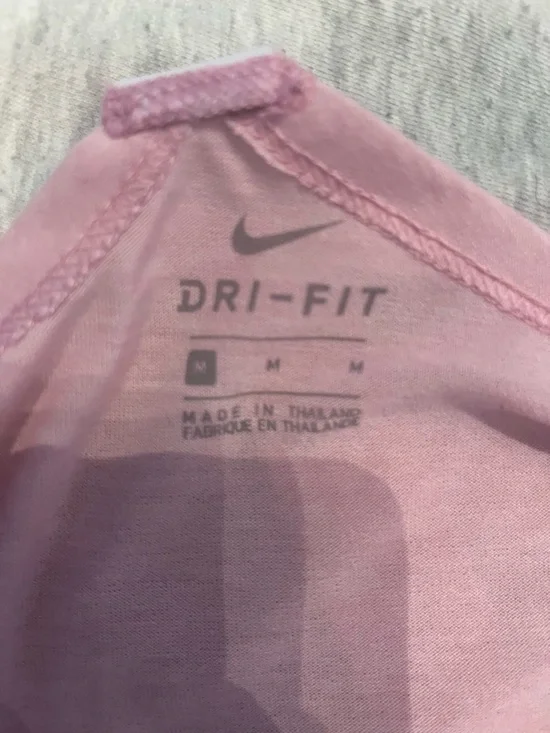 DRI-FIT
M M M
MADE IN THAILAND
FABRIQUE EN THAILANDE